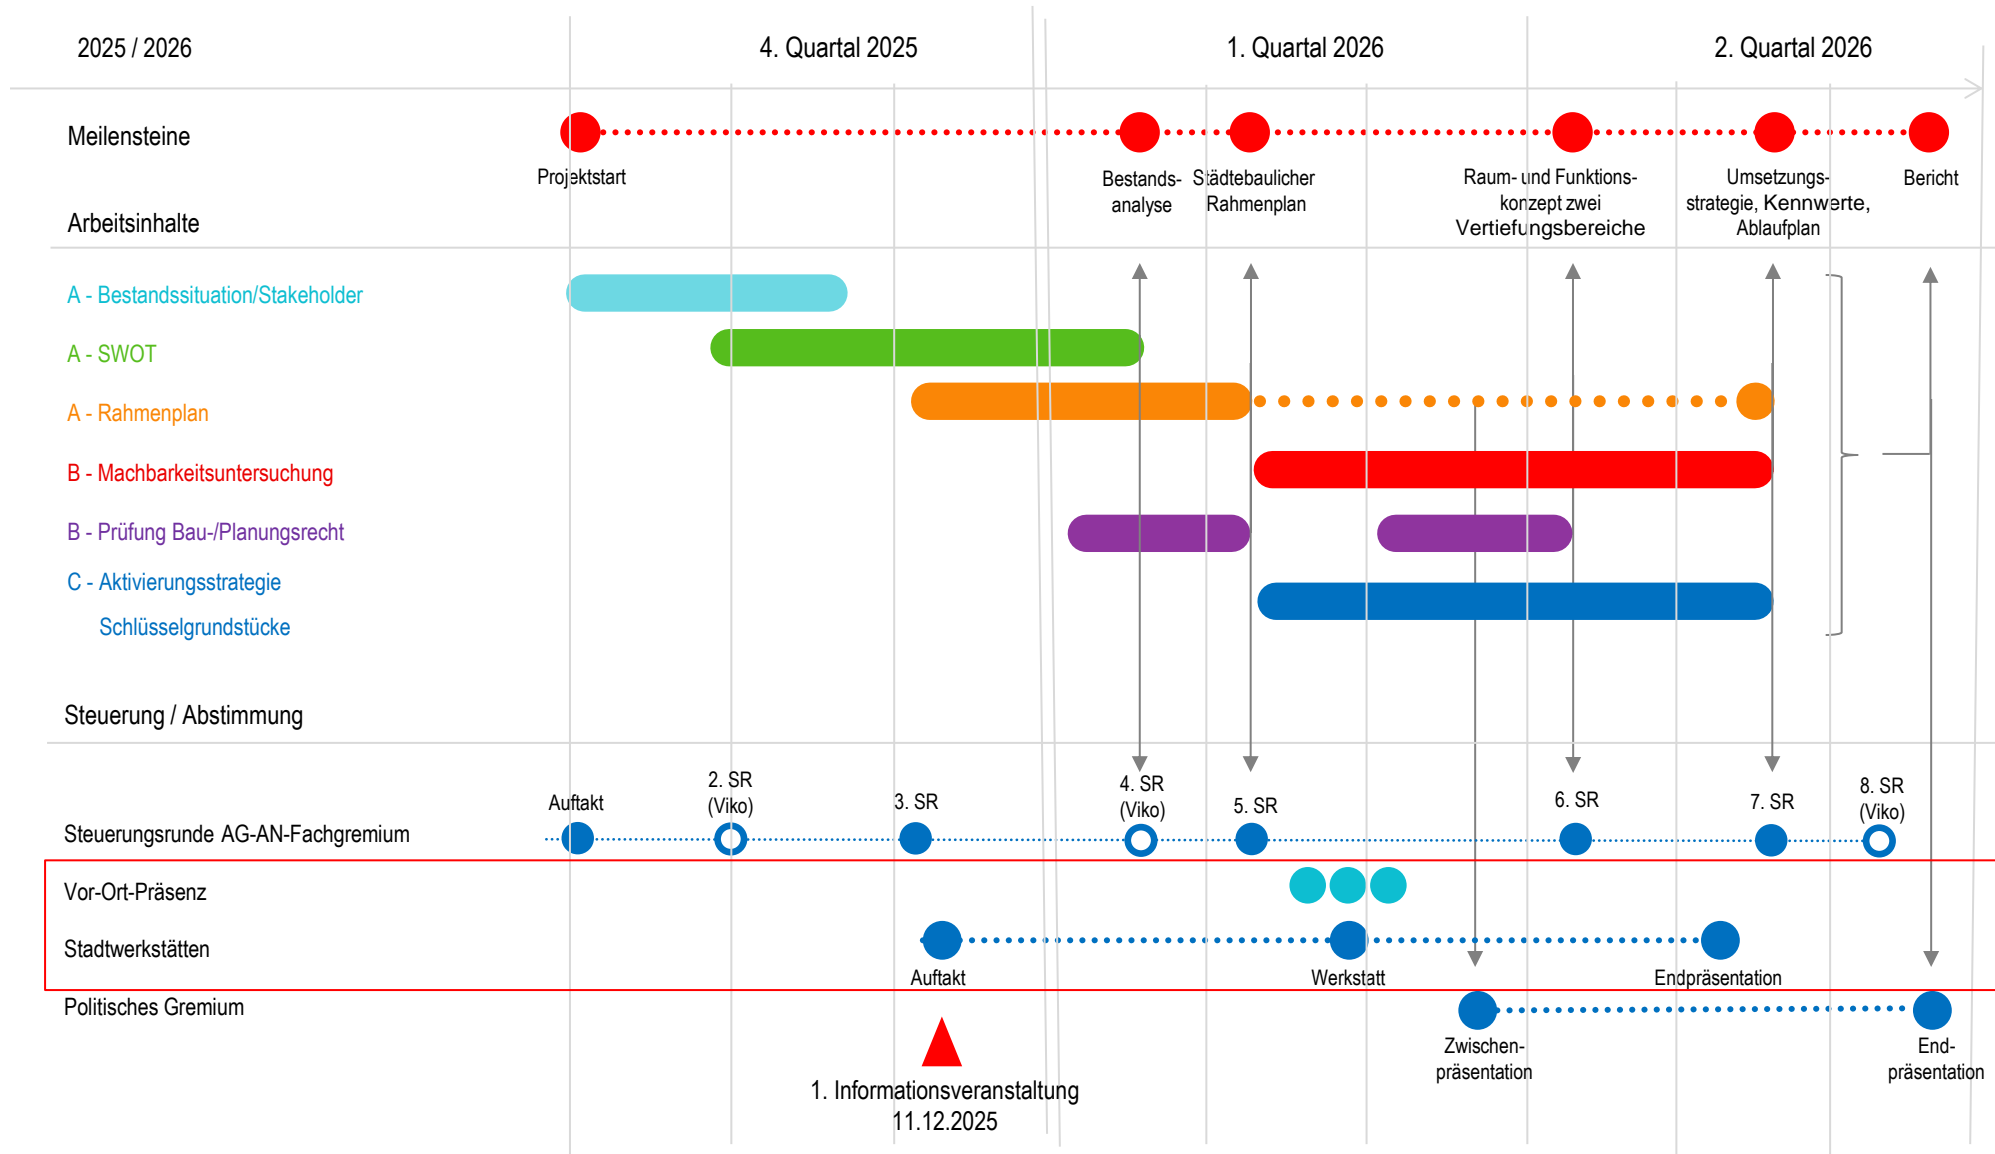 2025 / 2026
4. Quartal 2025
1. Quartal 2026
2. Quartal 2026
Meilensteine
Projektstart
Bestands-
analyse
Städtebaulicher
Rahmenplan
Raum- und Funktions-
konzept zwei
Vertiefungsbereiche
Umsetzungs-
strategie, Kennwerte,
Ablaufplan
Bericht
Arbeitsinhalte
A - Bestandssituation/Stakeholder
A - SWOT
A - Rahmenplan
B - Machbarkeitsuntersuchung
B - Prüfung Bau-/Planungsrecht
C - Aktivierungsstrategie
Schlüsselgrundstücke
Steuerung / Abstimmung
Auftakt
2. SR
(Viko)
3. SR
4. SR
(Viko)
5. SR
6. SR
7. SR
8. SR
(Viko)
Steuerungsrunde AG-AN-Fachgremium
Vor-Ort-Präsenz
Stadtwerkstätten
Auftakt
Werkstatt
Endpräsentation
Politisches Gremium
Zwischen-
präsentation
End-
präsentation
1. Informationsveranstaltung
11.12.2025